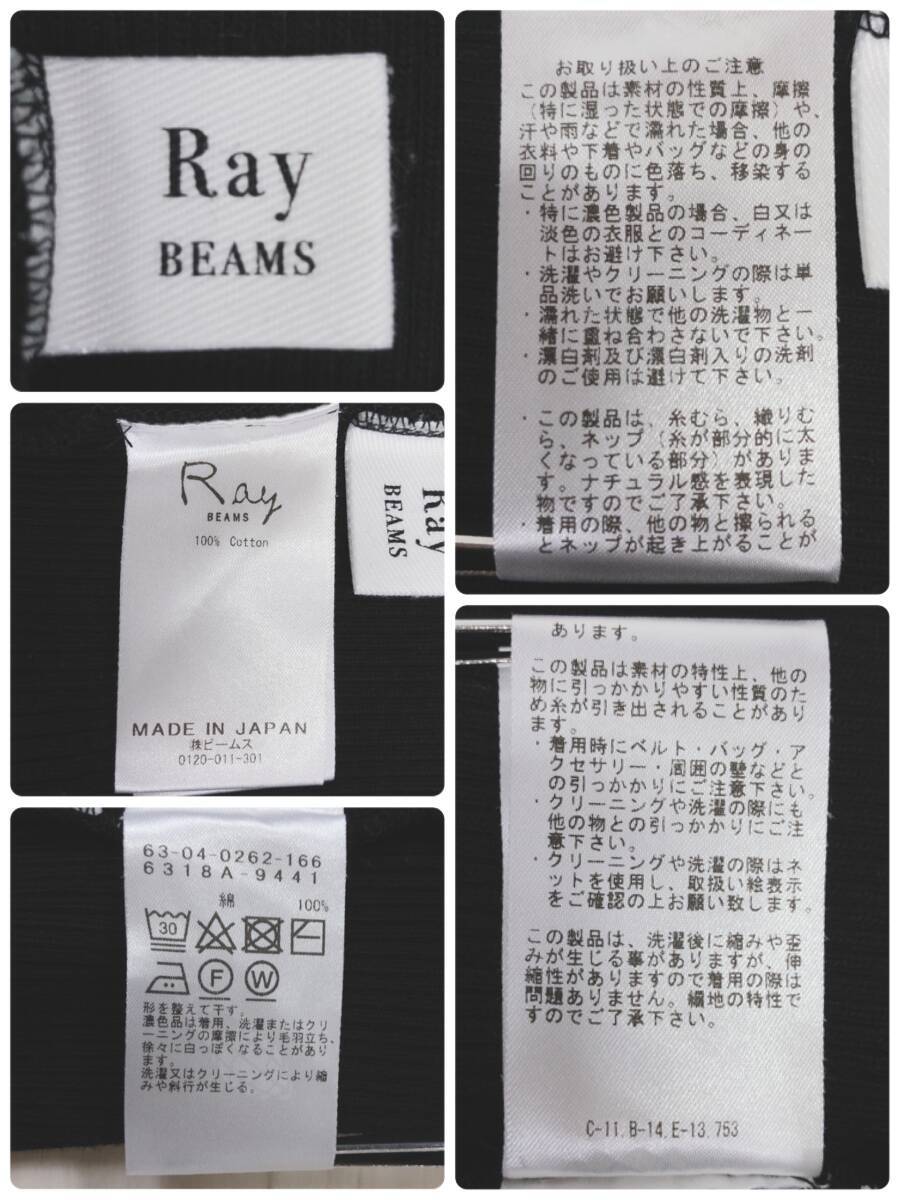 Ray
BEAMS
Ray
BEAMS
100% Cotton
MADE IN JAPAN
㈱ビームス
0120-011-301
Ray
BEAMS
63-04-0262-166
6318A-9441
綿 100%
30
F
W
形を整えて干す。
濃色品は着用、洗濯またはクリ
ーニングの摩擦により毛羽立ち、
徐々に白っぽくなることがあり
ます。
洗濯又はクリーニングにより縮
みや斜行が生じる。
お取り扱い上のご注意
この製品は素材の性質上、摩擦
（特に湿った状態での摩擦）や、
汗や雨などで濡れた場合、他の
衣料や下着やバッグなどの身の
回りのものに色落ち、移染する
ことがあります。
・特に濃色製品の場合、白又は
淡色の衣服とのコーディネー
トはお避け下さい。
・洗濯やクリーニングの際は単
品洗いでお願いします。
・濡れた状態で他の洗濯物と一
緒に重ね合わさないで下さい。
・漂白剤及び漂白剤入りの洗剤
のご使用は避けて下さい。
・この製品は、糸むら、織りむ
ら、ネップ（糸が部分的に太
くなっている部分）がありま
す。ナチュラル感を表現した
物ですのでご了承下さい。
・着用の際、他の物と擦られる
とネップが起き上がることが
あります。
この製品は素材の特性上、他の
物に引っかかりやすい性質のた
め糸が引き出されることがあり
ます。
・着用時にベルト・バッグ・ア
クセサリー・周囲の壁などと
の引っかかりにご注意下さい。
・クリーニングや洗濯の際にも
他の物との引っかかりにご注
意下さい。
・クリーニングや洗濯の際はネ
ットを使用し、取扱い絵表示
をご確認の上お願い致します。
この製品は、洗濯後に縮みや歪
みが生じる事がありますが、伸
縮性がありますので着用の際は
問題ありません。編地の特性で
すのでご了承下さい。
C-11.B-14.E-13.753